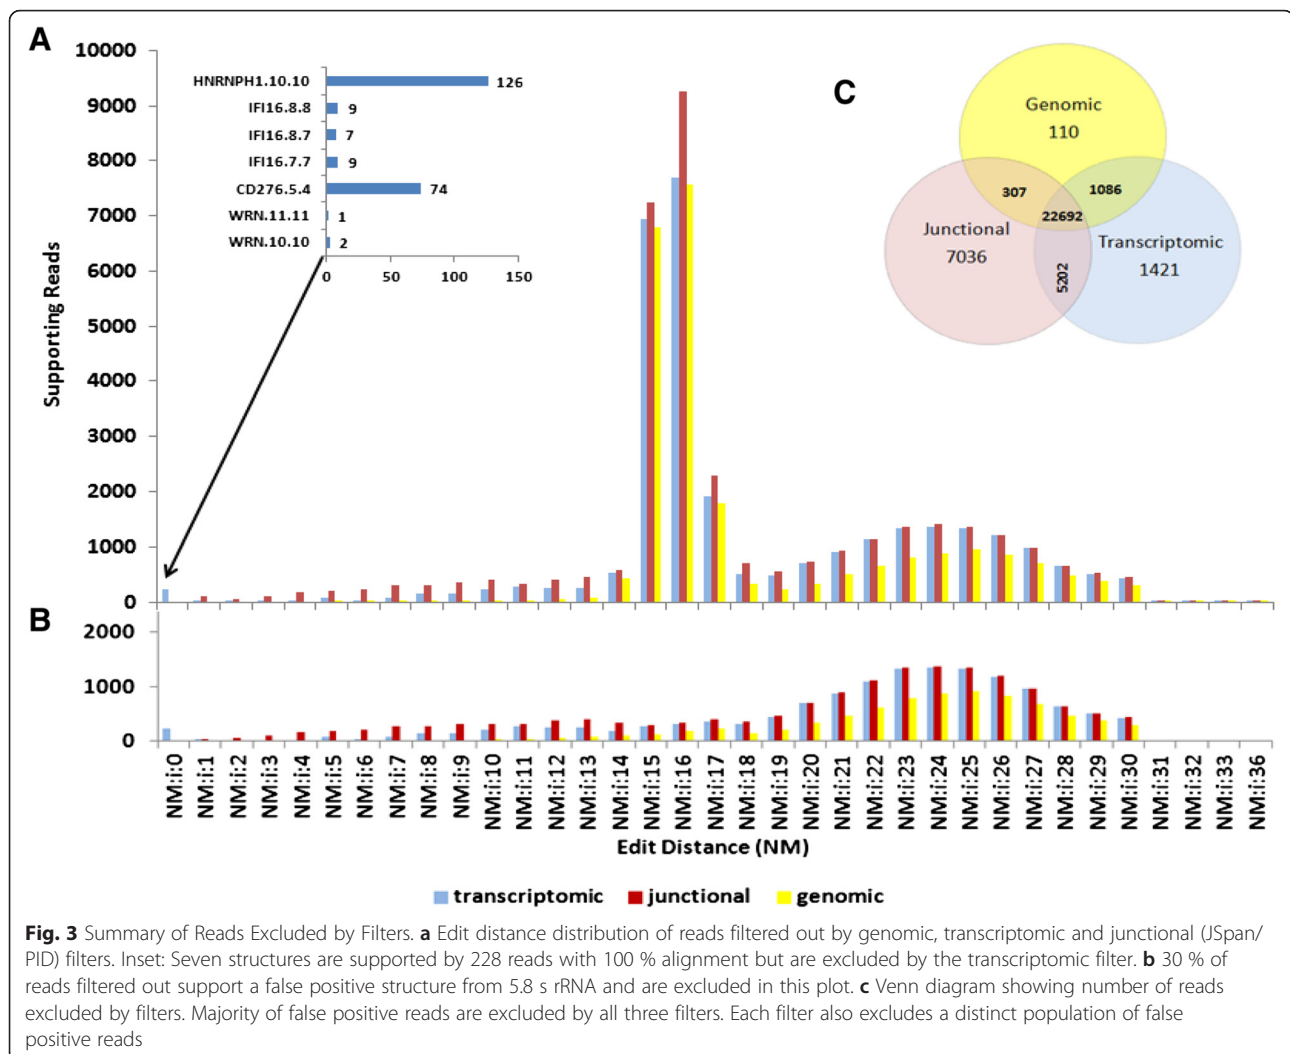 A
10000
9000
8000
7000
6000
5000
4000
3000
2000
1000
0
Supporting Reads
HNRNPH1.10.10
126
IFI16.8.8
9
IFI16.8.7
7
IFI16.7.7
9
CD276.5.4
74
WRN.11.11
1
WRN.10.10
2
0 50 100 150
C
Genomic
110
307
1086
22692
Junctional
7036
Transcriptomic
1421
5202
B
2000
1000
0
NM:i:0
NM:i:1
NM:i:2
NM:i:3
NM:i:4
NM:i:5
NM:i:6
NM:i:7
NM:i:8
NM:i:9
NM:i:10
NM:i:11
NM:i:12
NM:i:13
NM:i:14
NM:i:15
NM:i:16
NM:i:17
NM:i:18
NM:i:19
NM:i:20
NM:i:21
NM:i:22
NM:i:23
NM:i:24
NM:i:25
NM:i:26
NM:i:27
NM:i:28
NM:i:29
NM:i:30
NM:i:31
NM:i:32
NM:i:33
NM:i:36
Edit Distance (NM)
transcriptomic junctional genomic
Fig. 3 Summary of Reads Excluded by Filters. a Edit distance distribution of reads filtered out by genomic, transcriptomic and junctional (JSpan/
PID) filters. Inset: Seven structures are supported by 228 reads with 100 % alignment but are excluded by the transcriptomic filter. b 30 % of
reads filtered out support a false positive structure from 5.8 s rRNA and are excluded in this plot. c Venn diagram showing number of reads
excluded by filters. Majority of false positive reads are excluded by all three filters. Each filter also excludes a distinct population of false
positive reads